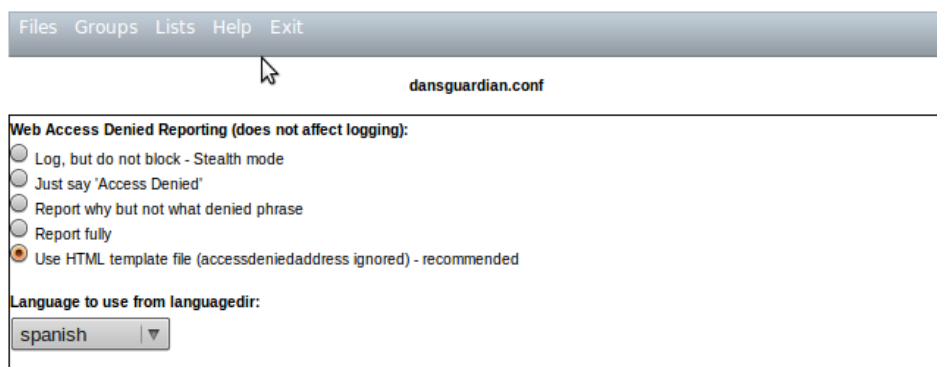 Files Groups Lists Help Exit
dansguardian.conf
Web Access Denied Reporting (does not affect logging):
Log, but do not block - Stealth mode
Just say 'Access Denied'
Report why but not what denied phrase
Report fully
Use HTML template file (accessdeniedaddress ignored) - recommended
Language to use from languagedir:
spanish